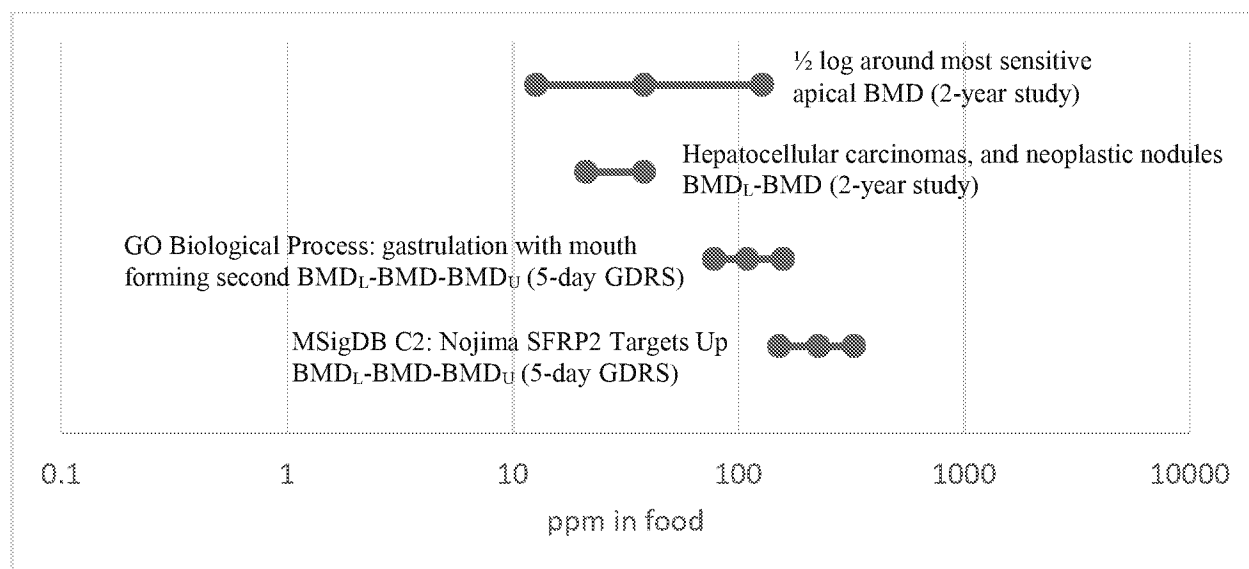 ½ log around most sensitive
apical BMD (2-year study)
Hepatocellular carcinomas, and neoplastic nodules
BMDL-BMD (2-year study)
GO Biological Process: gastrulation with mouth
forming second BMDL-BMD-BMDU (5-day GDRS)
MSigDB C2: Nojima SFRP2 Targets Up
BMDL-BMD-BMDU (5-day GDRS)
0.1 1 10 100 1000 10000
ppm in food